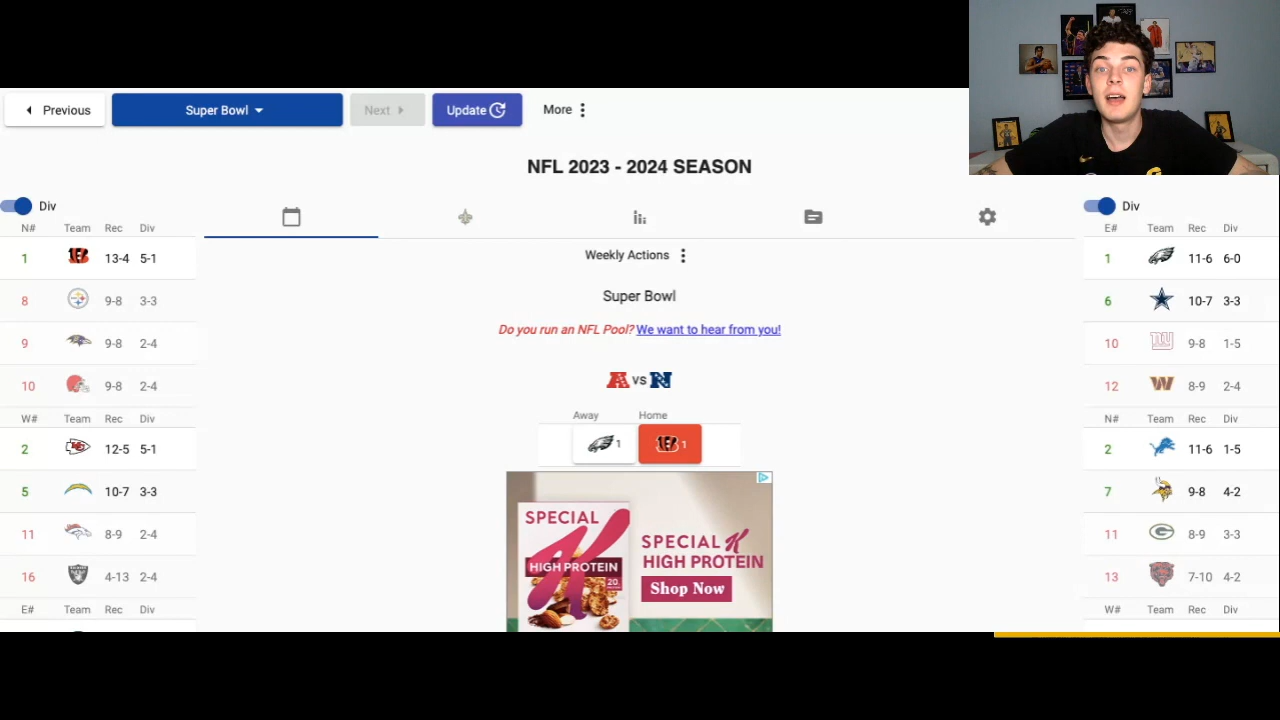 Previous
Super Bowl
Next
Update
More
NFL 2023 - 2024 SEASON
Div
N# Team Rec Div
1 13-4 5-1
8 9-8 3-3
9 9-8 2-4
10 9-8 2-4
W# Team Rec Div
2 12-5 5-1
5 10-7 3-3
11 8-9 2-4
16 4-13 2-4
E# Team Rec Div
Weekly Actions
Super Bowl
Do you run an NFL Pool? We want to hear from you!
A vs N
Away Home
1 1
SPECIAL
K
HIGH PROTEIN
20
SPECIAL K
HIGH PROTEIN
Shop Now
Div
E# Team Rec Div
1 11-6 6-0
6 10-7 3-3
10 9-8 1-5
12 W 8-9 2-4
N# Team Rec Div
2 11-6 1-5
7 9-8 4-2
11 G 8-9 3-3
13 7-10 4-2
W# Team Rec Div